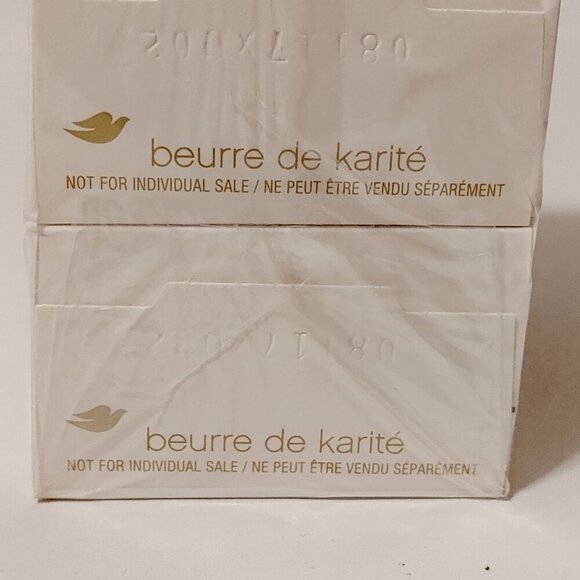 beurre de karité
NOT FOR INDIVIDUAL SALE / NE PEUT ÊTRE VENDU SÉPARÉMENT
beurre de karité
NOT FOR INDIVIDUAL SALE / NE PEUT ÊTRE VENDU SÉPARÉMENT